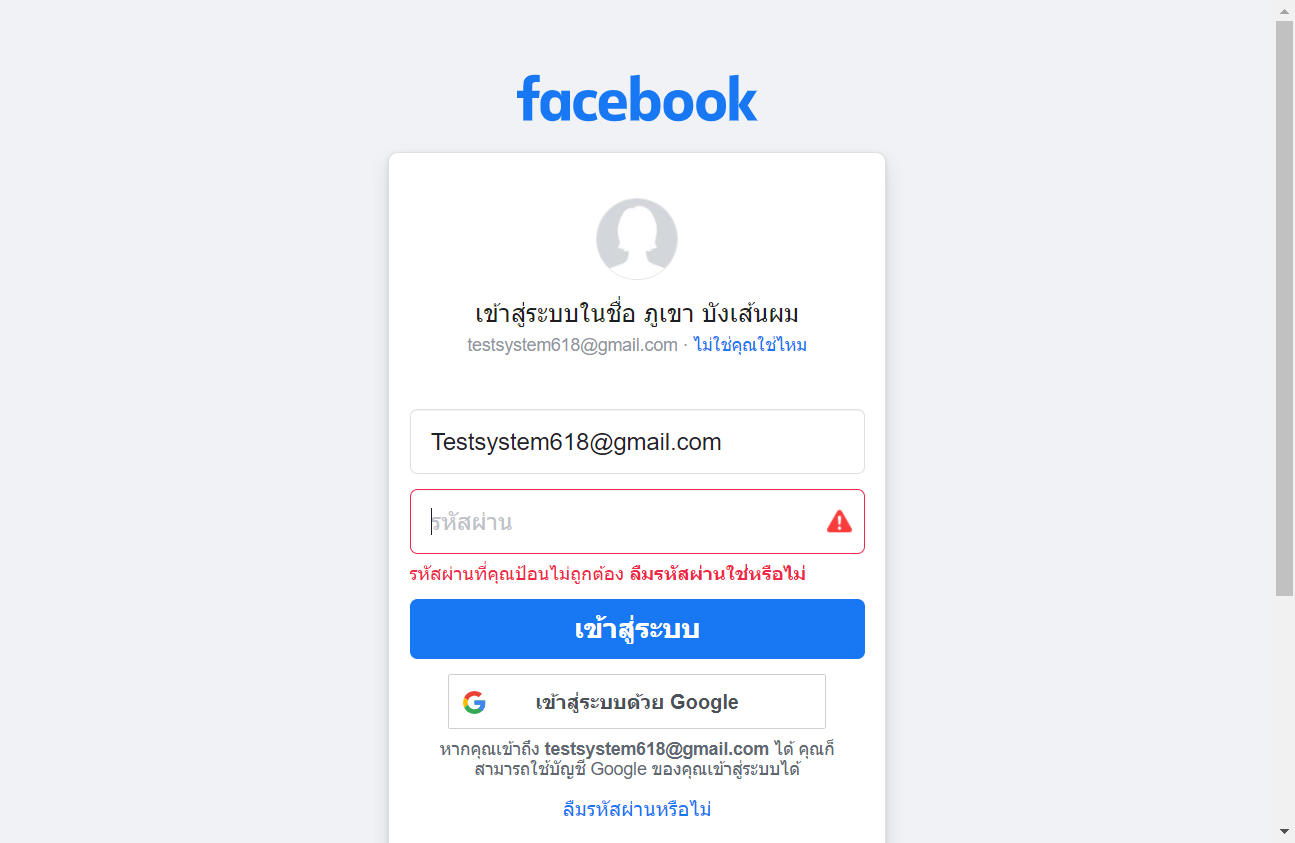 facebook
เข้าสู่ระบบในชื่อ ภูเขา บังเส้นผม
testsystem618@gmail.com · ไม่ใช่คุณใช่ไหม
Testsystem618@gmail.com
รหัสผ่าน
รหัสผ่านที่คุณป้อนไม่ถูกต้อง ลืมรหัสผ่านใช่หรือไม่
เข้าสู่ระบบ
เข้าสู่ระบบด้วย Google
หากคุณเข้าถึง testsystem618@gmail.com ได้ คุณก็
สามารถใช้บัญชี Google ของคุณเข้าสู่ระบบได้
ลืมรหัสผ่านหรือไม่